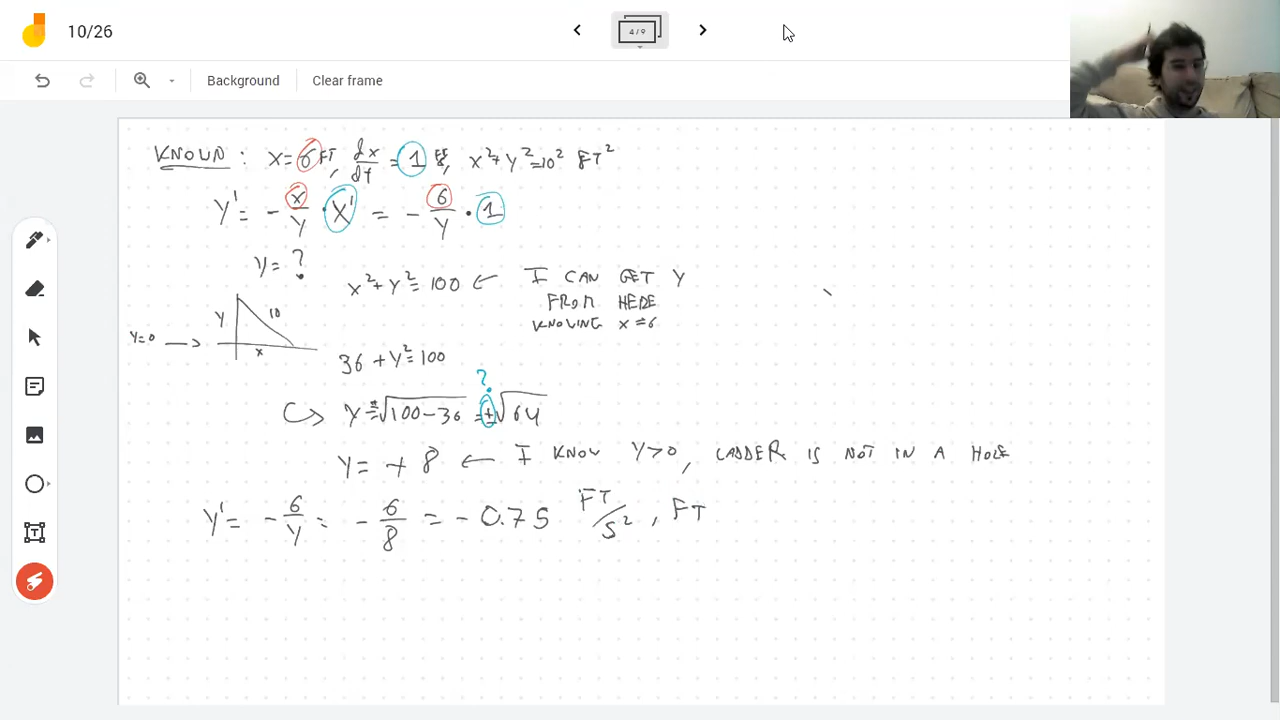 10/26
4 / 9
Background
Clear frame
KNOWN : X = 6 FT, dx/dt = 1, x²+y²=10² FT²
Y' = - x/y · X' = - 6/y · 1
Y = ?
x²+y²=100 ← I CAN GET Y
FROM HERE
KNOWING X=6
Y 10
Y=0 →
x
36 + Y²=100
?
Y=±√100-36 = ±√64
Y = + 8 ← I KNOW Y>0, LADDER IS NOT IN A HOLE
Y' = - 6/Y = - 6/8 = - 0.75 FT/S², FT